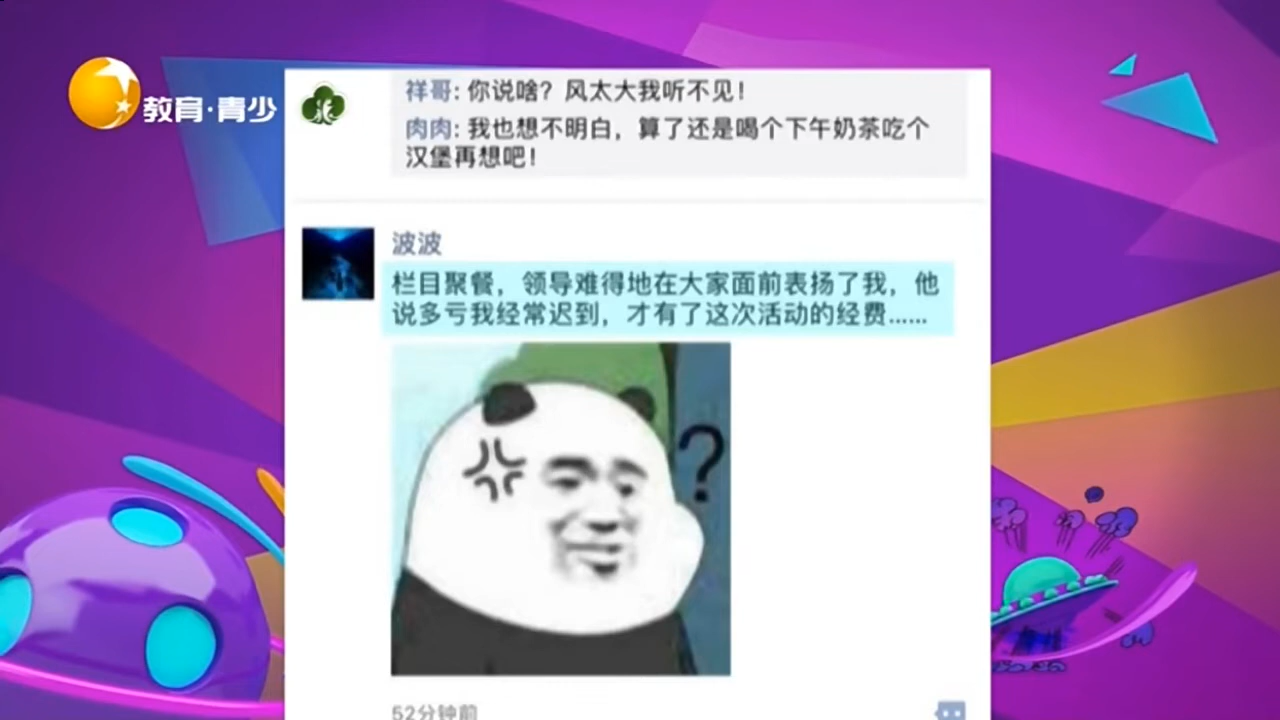 教育·青少
祥哥: 你说啥？风太大我听不见！
肉肉: 我也想不明白，算了还是喝个下午奶茶吃个
汉堡再想吧！
波波
栏目聚餐，领导难得地在大家面前表扬了我，他
说多亏我经常迟到，才有了这次活动的经费......
?
52分钟前